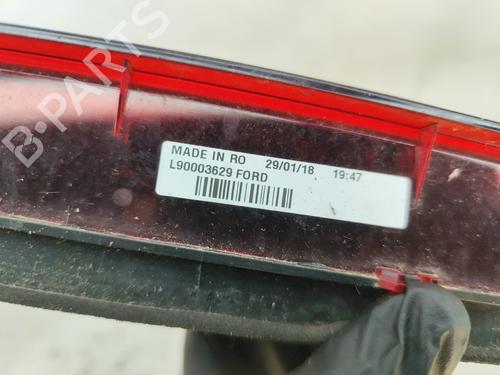 B-PARTS
MADE IN RO 29/01/18 19:47
L90003629 FORD